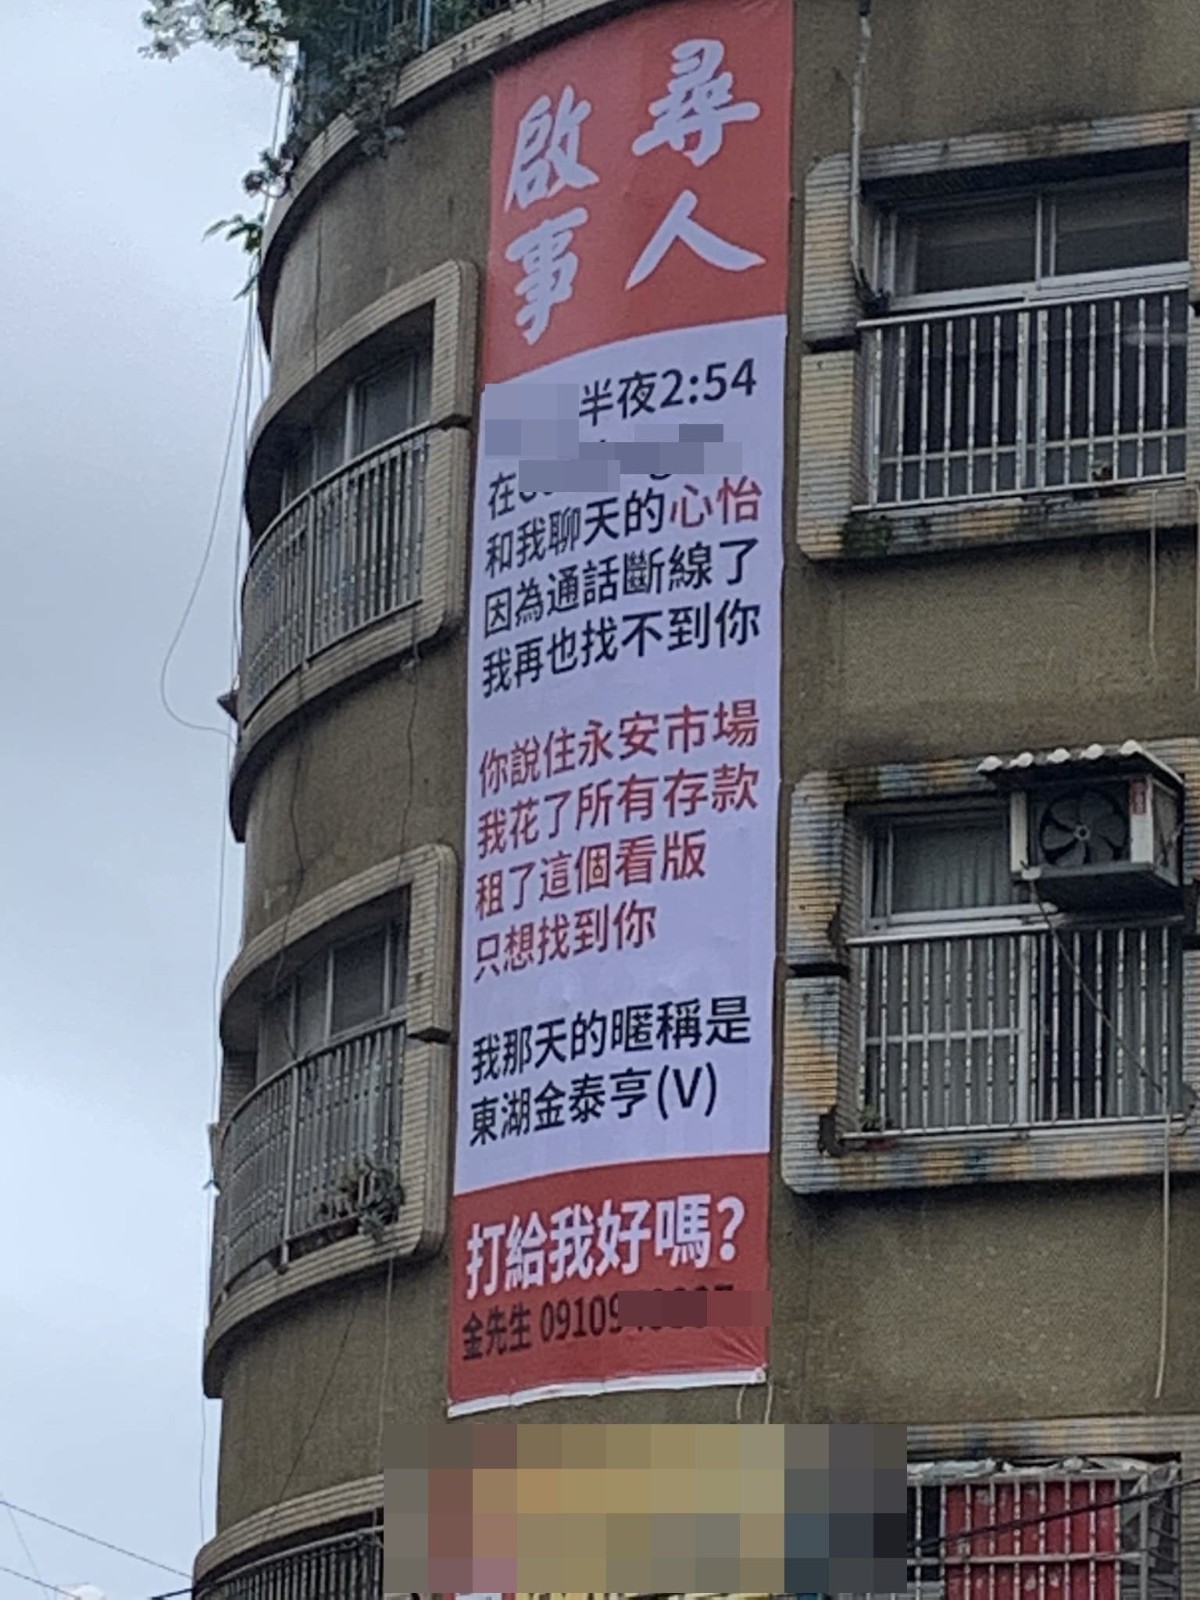 尋人
啟事
半夜2:54
在
和我聊天的心怡
因為通話斷線了
我再也找不到你
你說住永安市場
我花了所有存款
租了這個看版
只想找到你
我那天的暱稱是
東湖金泰亨(V)
打給我好嗎?
金先生 09109